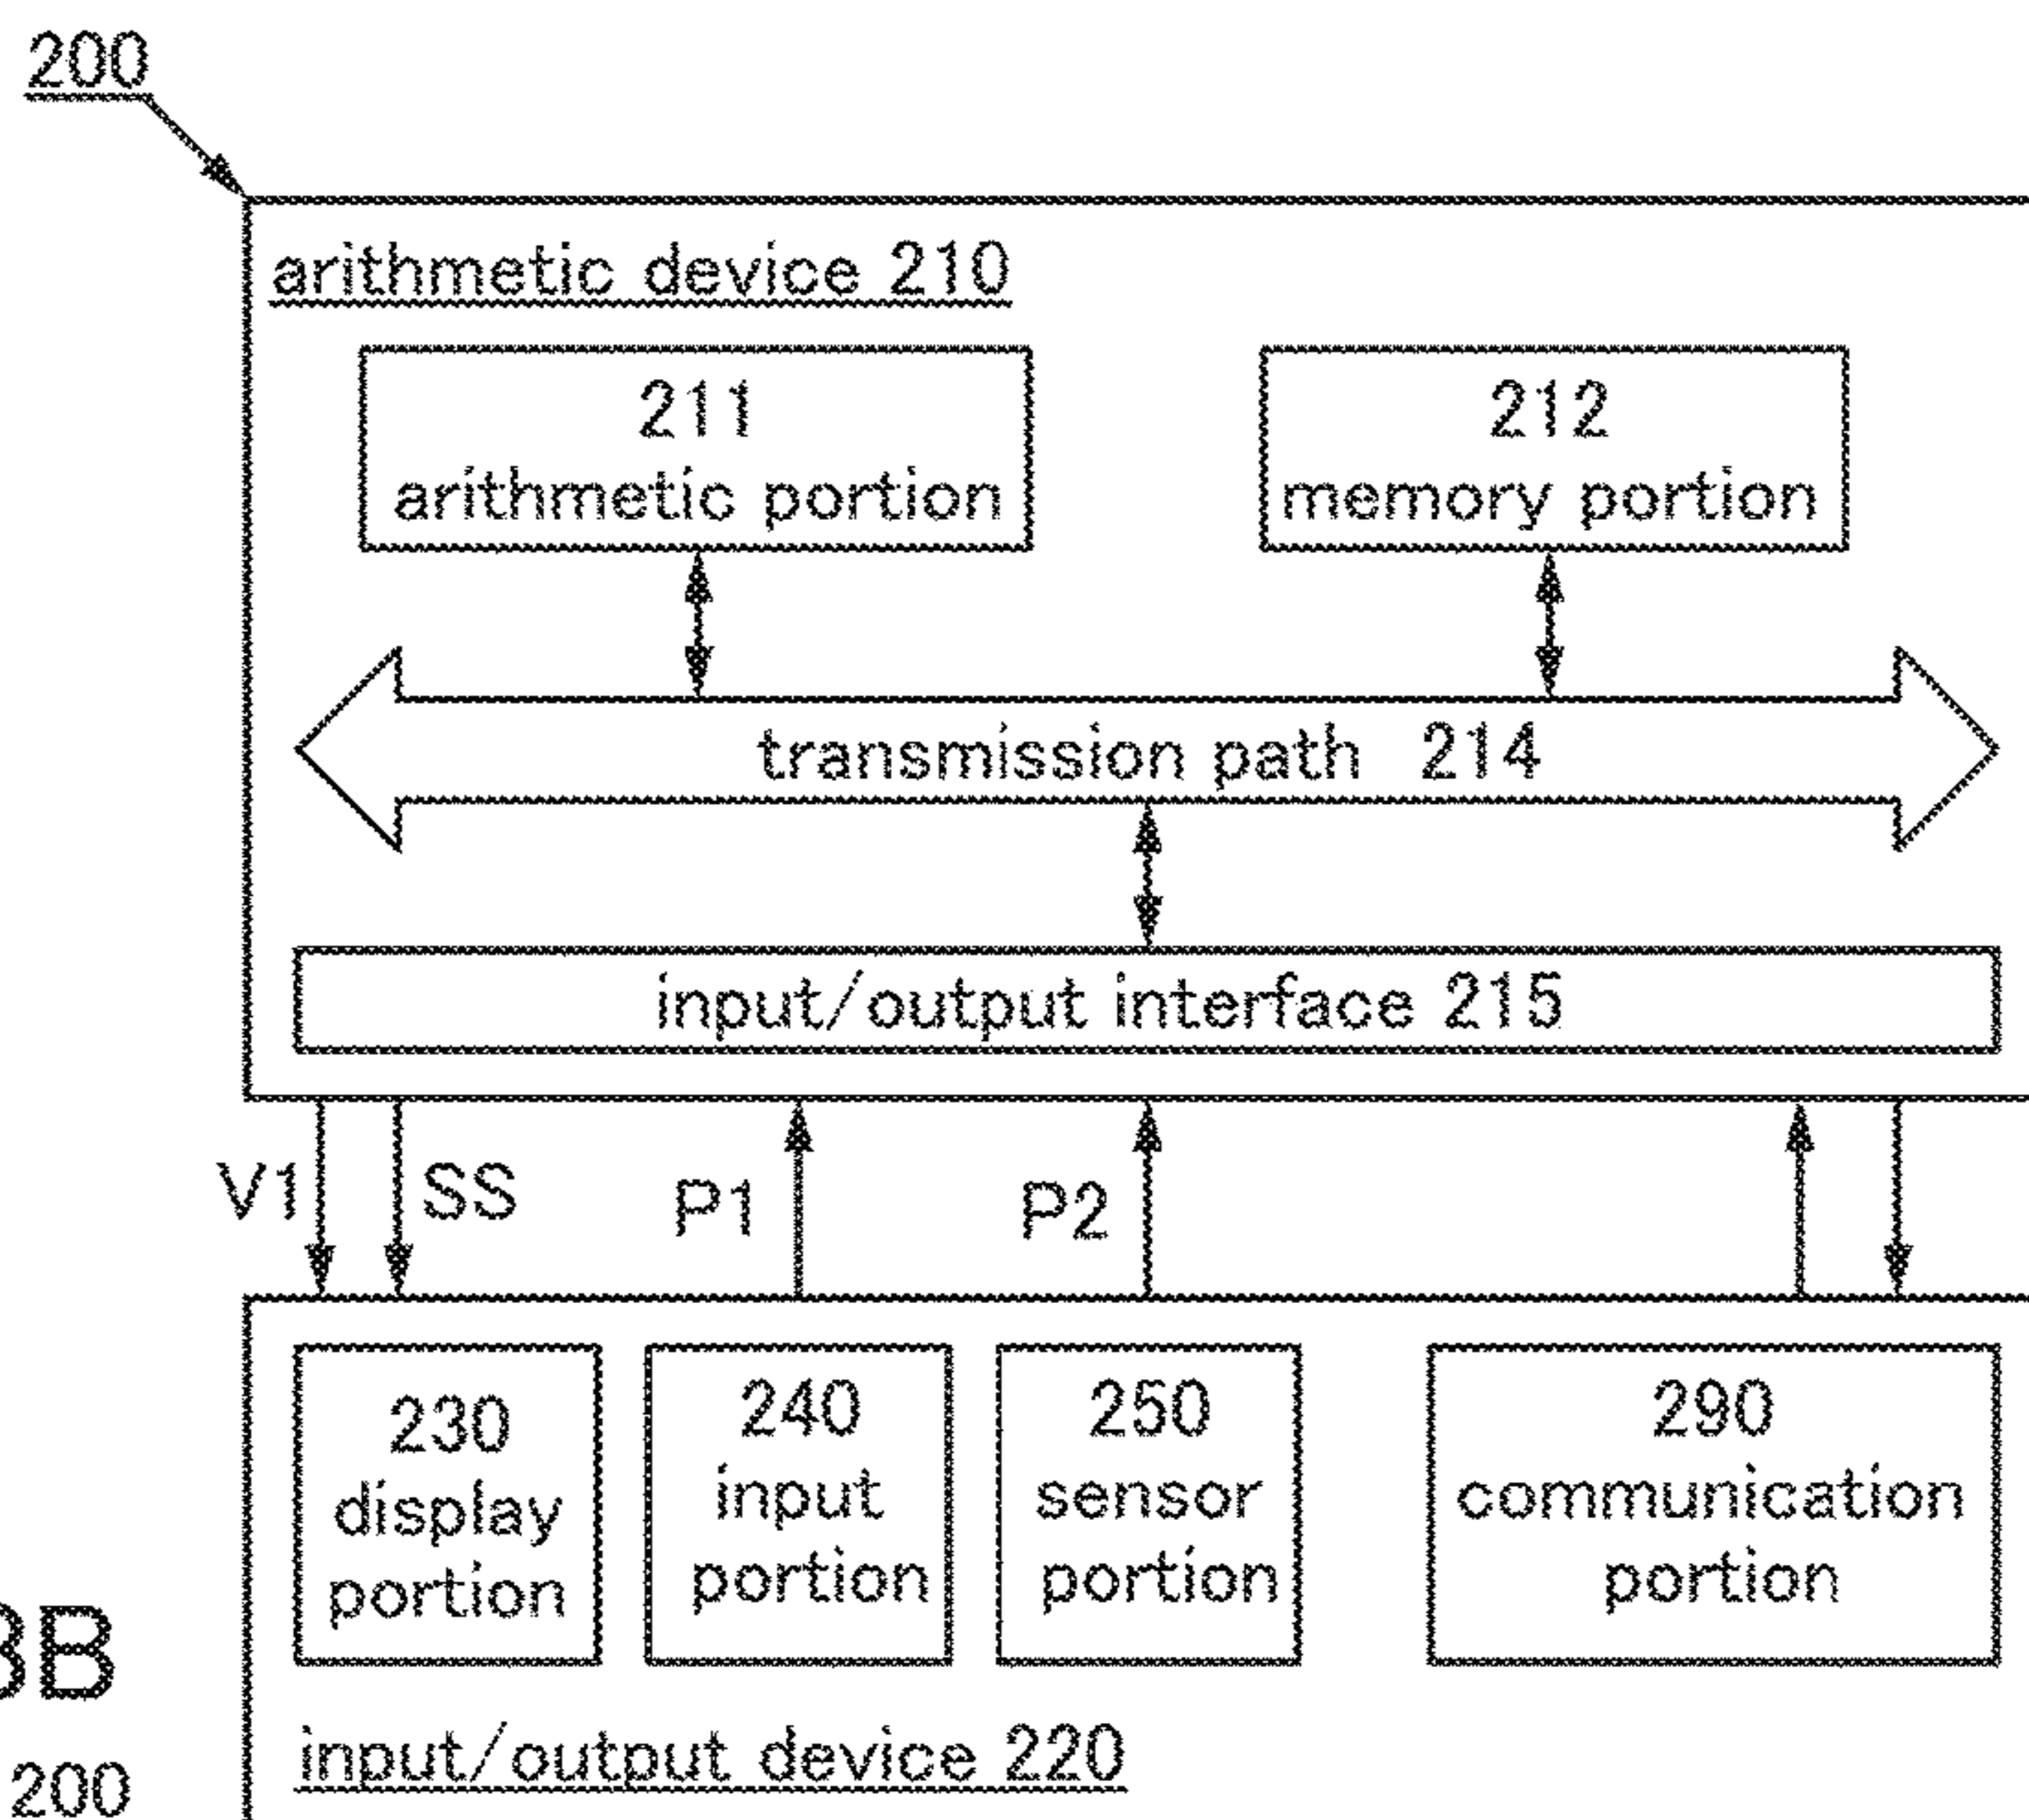 200
arithmetic device 210
211
arithmetic portion
212
memory portion
transmission path 214
input/output interface 215
V1
SS
P1
P2
230
display
portion
240
input
portion
250
sensor
portion
290
communication
portion
input/output device 220
3B
200